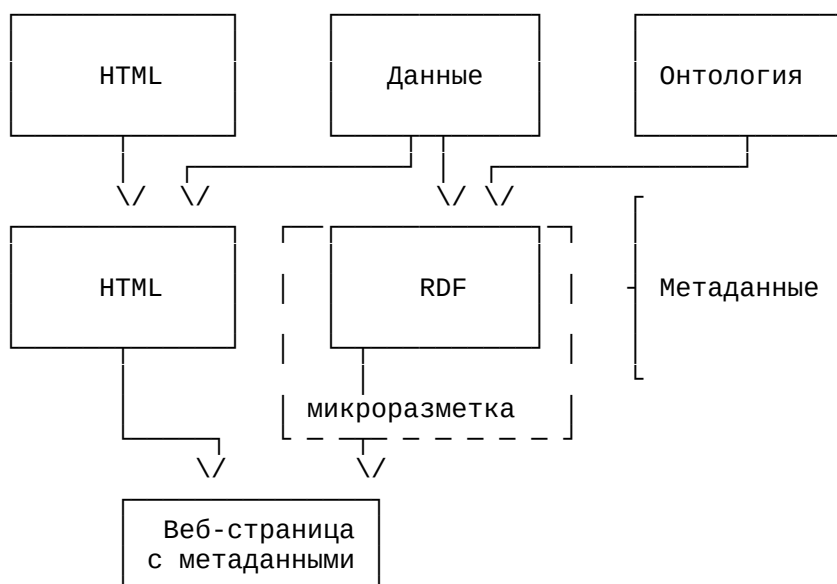 HTML
Данные
Онтология
HTML
RDF
Метаданные
микроразметка
Веб-страница
с метаданными